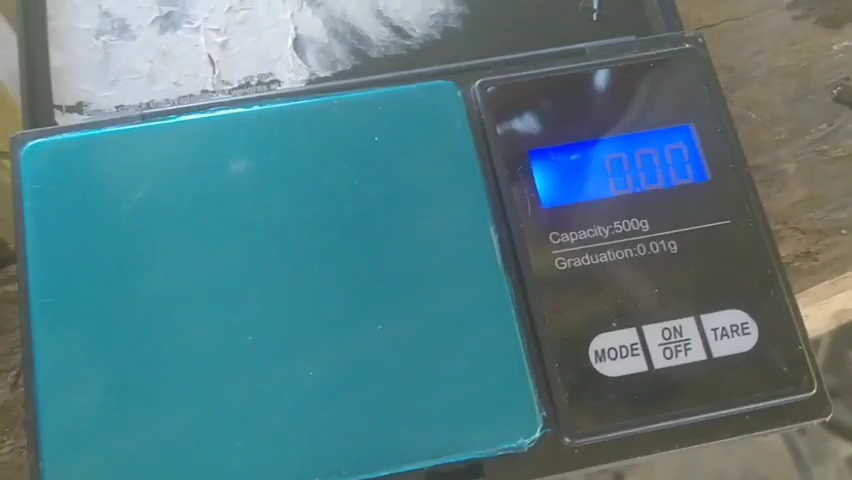 0.00
Capacity:500g
Graduation:0.01g
MODE
ON
OFF
TARE